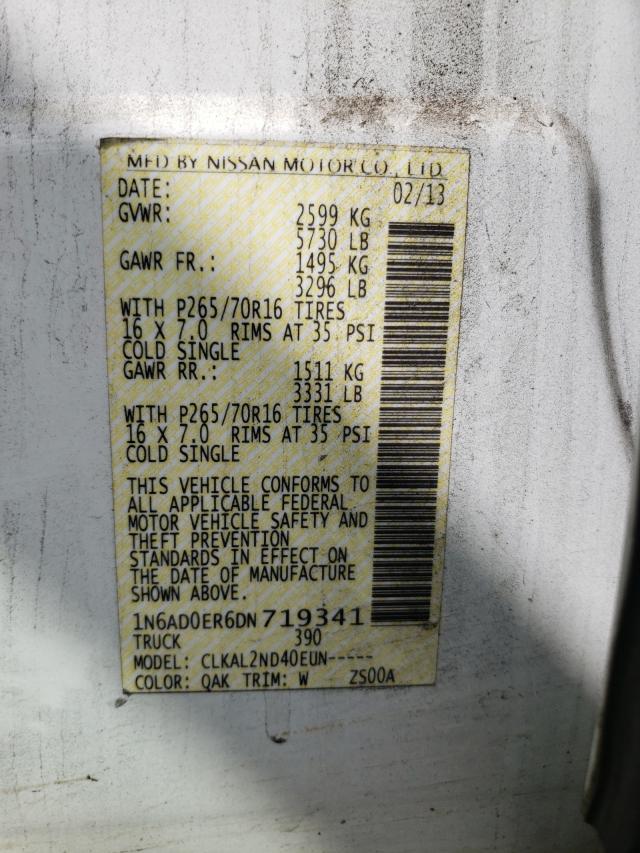 MFD BY NISSAN MOTOR CO., LTD.
DATE: 02/13
GVWR: 2599 KG
5730 LB
GAWR FR.: 1495 KG
3296 LB
WITH P265/70R16 TIRES
16 X 7.0 RIMS AT 35 PSI
COLD SINGLE
GAWR RR.: 1511 KG
3331 LB
WITH P265/70R16 TIRES
16 X 7.0 RIMS AT 35 PSI
COLD SINGLE
THIS VEHICLE CONFORMS TO
ALL APPLICABLE FEDERAL
MOTOR VEHICLE SAFETY AND
THEFT PREVENTION
STANDARDS IN EFFECT ON
THE DATE OF MANUFACTURE
SHOWN ABOVE.
1N6AD0ER6DN719341
TRUCK 390
MODEL: CLKAL2ND40EUN-----
COLOR: QAK TRIM: W ZS00A